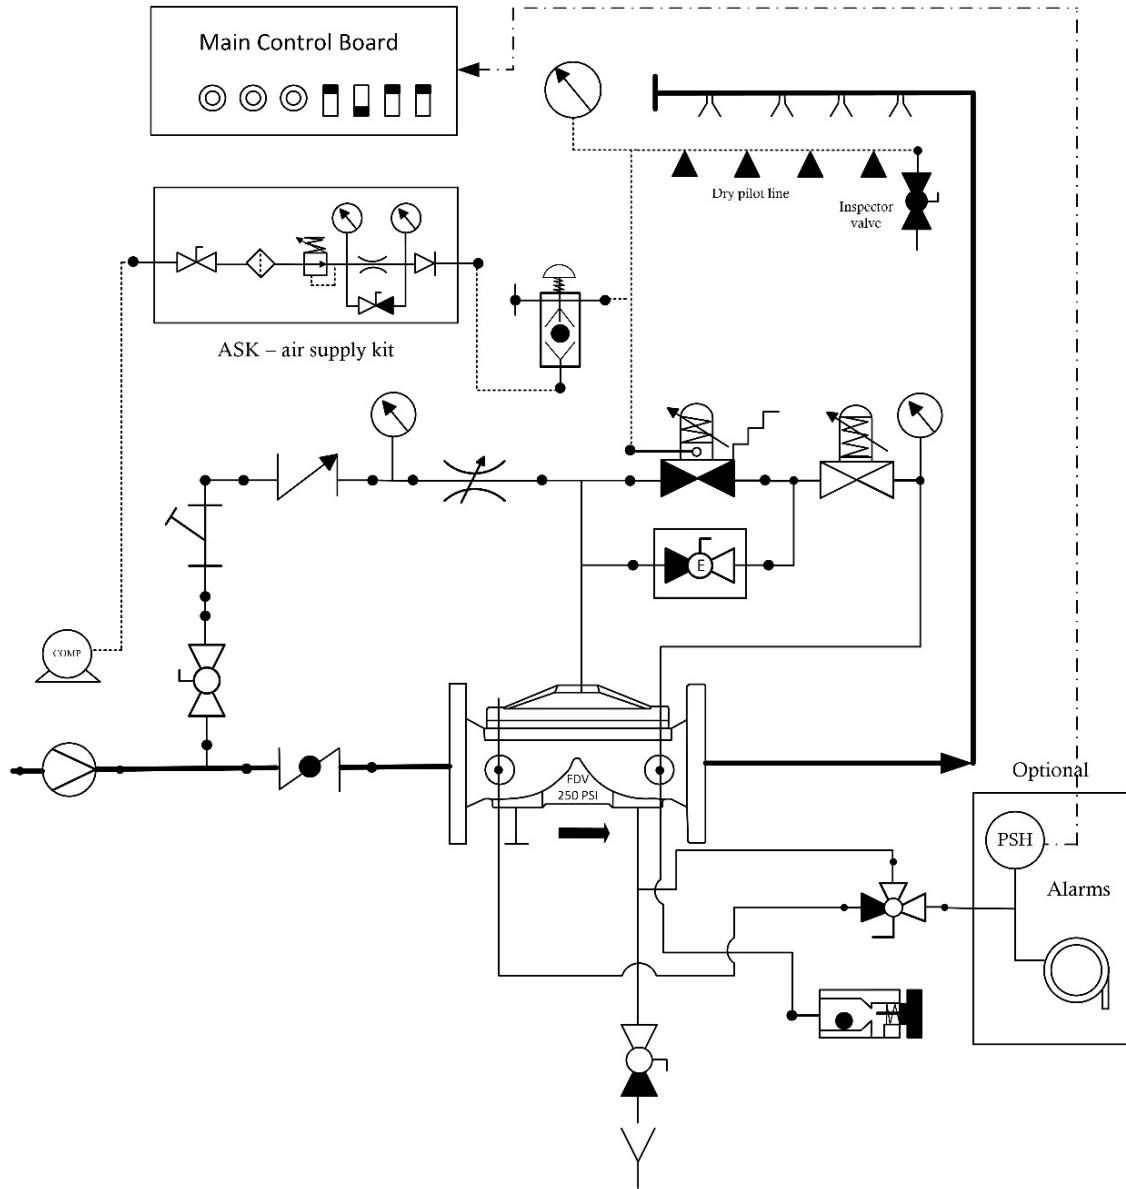 Main Control Board
Dry pilot line
Inspector
valve
ASK – air supply kit
E
COMP
FDV
250 PSI
Optional
PSH
Alarms